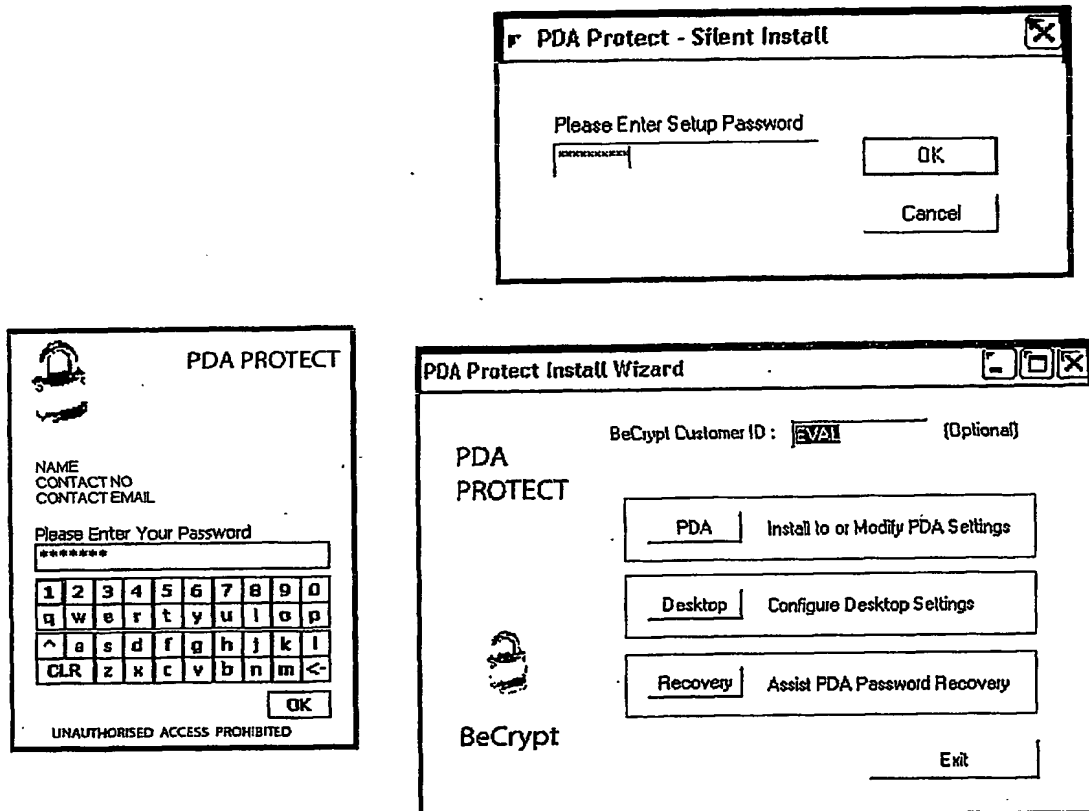 PDA Protect - Silent Install
Please Enter Setup Password
**********
OK
Cancel
PDA PROTECT
NAME
CONTACT NO
CONTACT EMAIL
Please Enter Your Password
*******
1 2 3 4 5 6 7 8 9 0
q w e r t y u i o p
^ a s d f g h j k l
CLR z x c v b n m <-
OK
UNAUTHORISED ACCESS PROHIBITED
PDA Protect Install Wizard
BeCrypt Customer ID : EVAL (Optional)
PDA
PROTECT
PDA Install to or Modify PDA Settings
Desktop Configure Desktop Settings
Recovery Assist PDA Password Recovery
BeCrypt
Exit